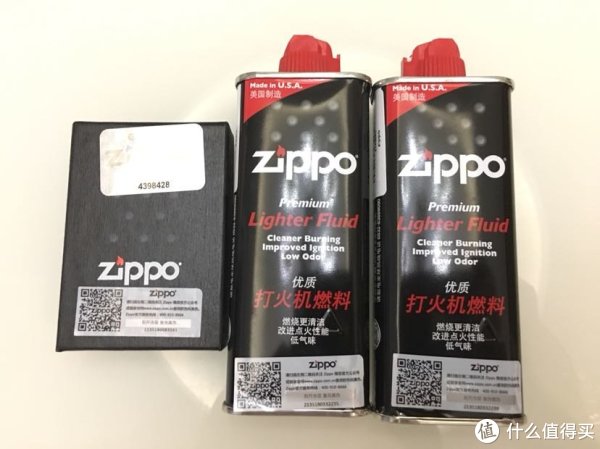 4398428
zippo
zippo
Made in U.S.A.
美国制造
zippo
Premium
Lighter Fluid
Cleaner Burning
Improved Ignition
Low Odor
优质
打火机燃料
燃烧更清洁
改进点火性能
低气味
zippo
Made in U.S.A.
美国制造
zippo
Premium
Lighter Fluid
Cleaner Burning
Improved Ignition
Low Odor
优质
打火机燃料
燃烧更清洁
改进点火性能
低气味
zippo
值 什么值得买